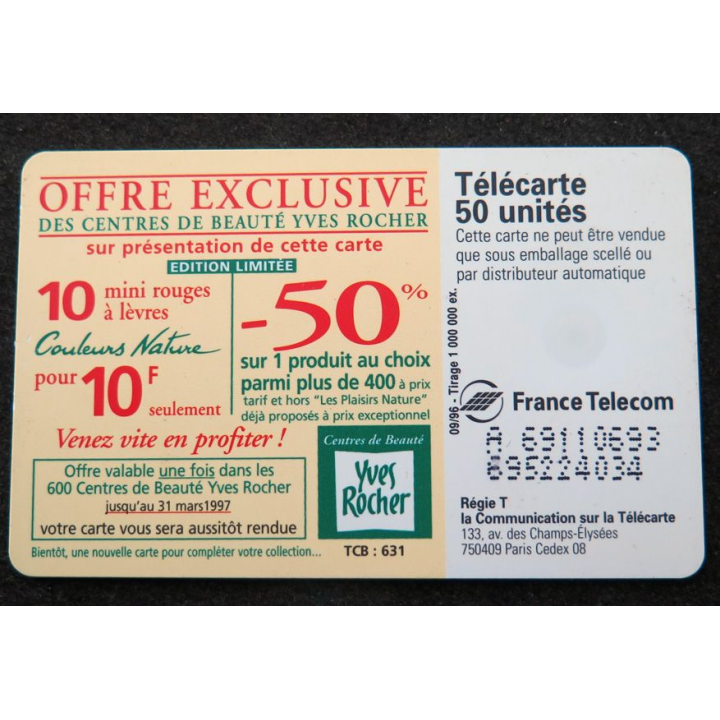 OFFRE EXCLUSIVE
DES CENTRES DE BEAUTÉ YVES ROCHER
sur présentation de cette carte
EDITION LIMITÉE
10 mini rouges
à lèvres
Couleurs Nature
pour 10F
seulement
-50%
sur 1 produit au choix
parmi plus de 400 à prix
tarif et hors "Les Plaisirs Nature"
déjà proposés à prix exceptionnel
Venez vite en profiter !
Offre valable une fois dans les
600 Centres de Beauté Yves Rocher
jusqu'au 31 mars1997
votre carte vous sera aussitôt rendue
Bientôt, une nouvelle carte pour compléter votre collection...
Centres de Beauté
Yves
Rocher
TCB : 631
Télécarte
50 unités
Cette carte ne peut être vendue
que sous emballage scellé ou
par distributeur automatique
09/96 - Tirage 1 000 000 ex.
France Telecom
A 69110693
695224034
Régie T
la Communication sur la Télécarte
133, av. des Champs-Élysées
750409 Paris Cedex 08